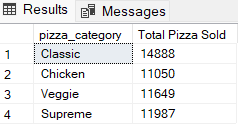 Results Messages
pizza_category Total Pizza Sold
1 Classic 14888
2 Chicken 11050
3 Veggie 11649
4 Supreme 11987